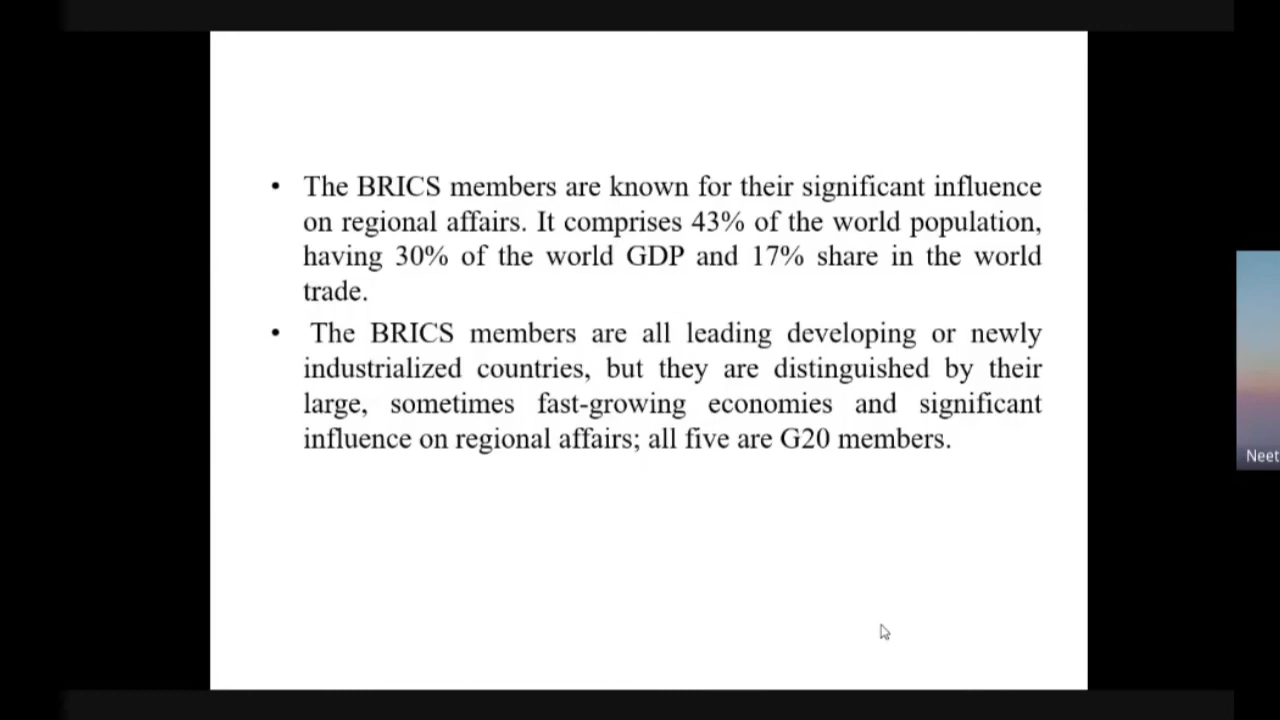 • The BRICS members are known for their significant influence
on regional affairs. It comprises 43% of the world population,
having 30% of the world GDP and 17% share in the world
trade.
• The BRICS members are all leading developing or newly
industrialized countries, but they are distinguished by their
large, sometimes fast-growing economies and significant
influence on regional affairs; all five are G20 members.
Neet